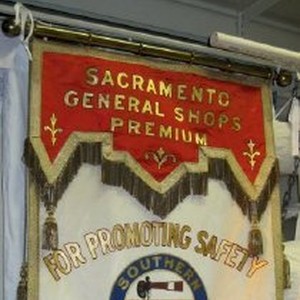 SACRAMENTO
GENERAL SHOPS
PREMIUM
FOR PROMOTING SAFETY
SOUTHERN